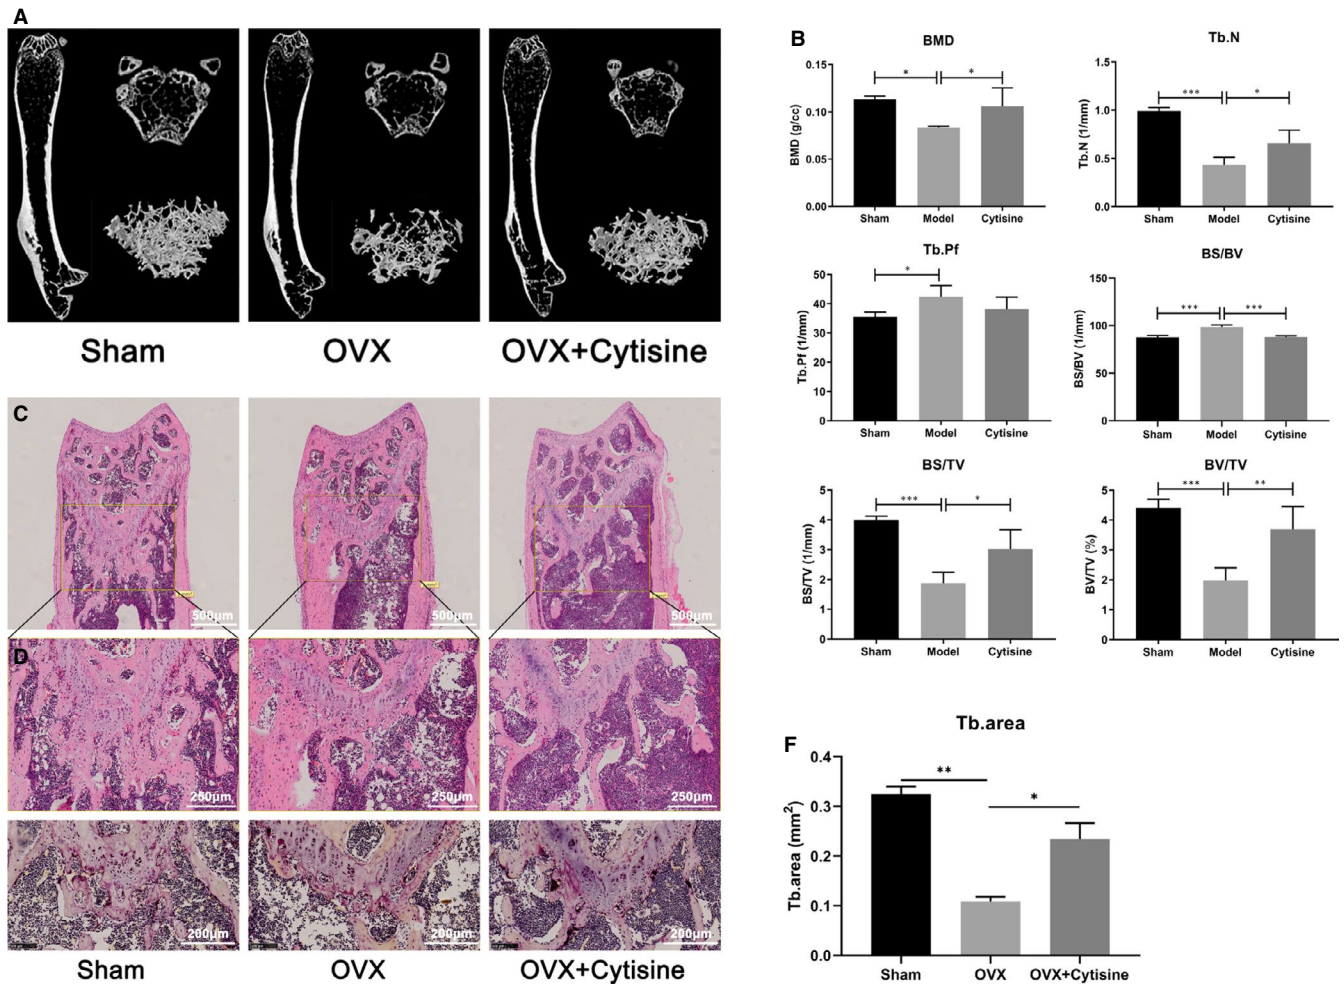 A
Sham
OVX
OVX+Cytisine
B
BMD
BMD (g/cc)
0.15
0.10
0.05
0.00
*
*
Sham
Model
Cytisine
Tb.N
Tb.N (1/mm)
1.5
1.0
0.5
0.0
***
*
Sham
Model
Cytisine
Tb.Pf
Tb.Pf (1/mm)
50
40
30
20
10
0
*
Sham
Model
Cytisine
BS/BV
BS/BV (1/mm)
150
100
50
0
***
***
Sham
Model
Cytisine
BS/TV
BS/TV (1/mm)
5
4
3
2
1
0
***
*
Sham
Model
Cytisine
BV/TV
BV/TV (%)
5
4
3
2
1
0
***
**
Sham
Model
Cytisine
C
500μm
500μm
500μm
D
250μm
250μm
250μm
200μm
200μm
200μm
Sham
OVX
OVX+Cytisine
F
Tb.area
Tb.area (mm²)
0.4
0.3
0.2
0.1
0.0
**
*
Sham
OVX
OVX+Cytisine